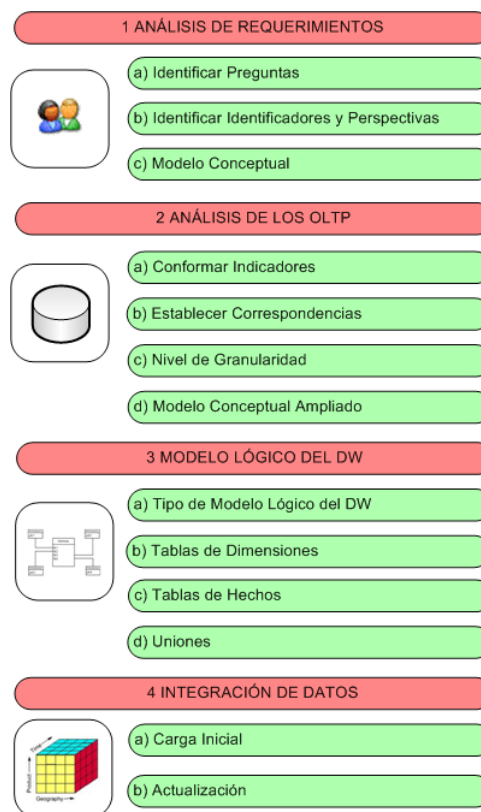 1 ANÁLISIS DE REQUERIMIENTOS
a) Identificar Preguntas
b) Identificar Identificadores y Perspectivas
c) Modelo Conceptual
2 ANÁLISIS DE LOS OLTP
a) Conformar Indicadores
b) Establecer Correspondencias
c) Nivel de Granularidad
d) Modelo Conceptual Ampliado
3 MODELO LÓGICO DEL DW
a) Tipo de Modelo Lógico del DW
b) Tablas de Dimensiones
c) Tablas de Hechos
d) Uniones
4 INTEGRACIÓN DE DATOS
Time
Product
Geography
a) Carga Inicial
b) Actualización